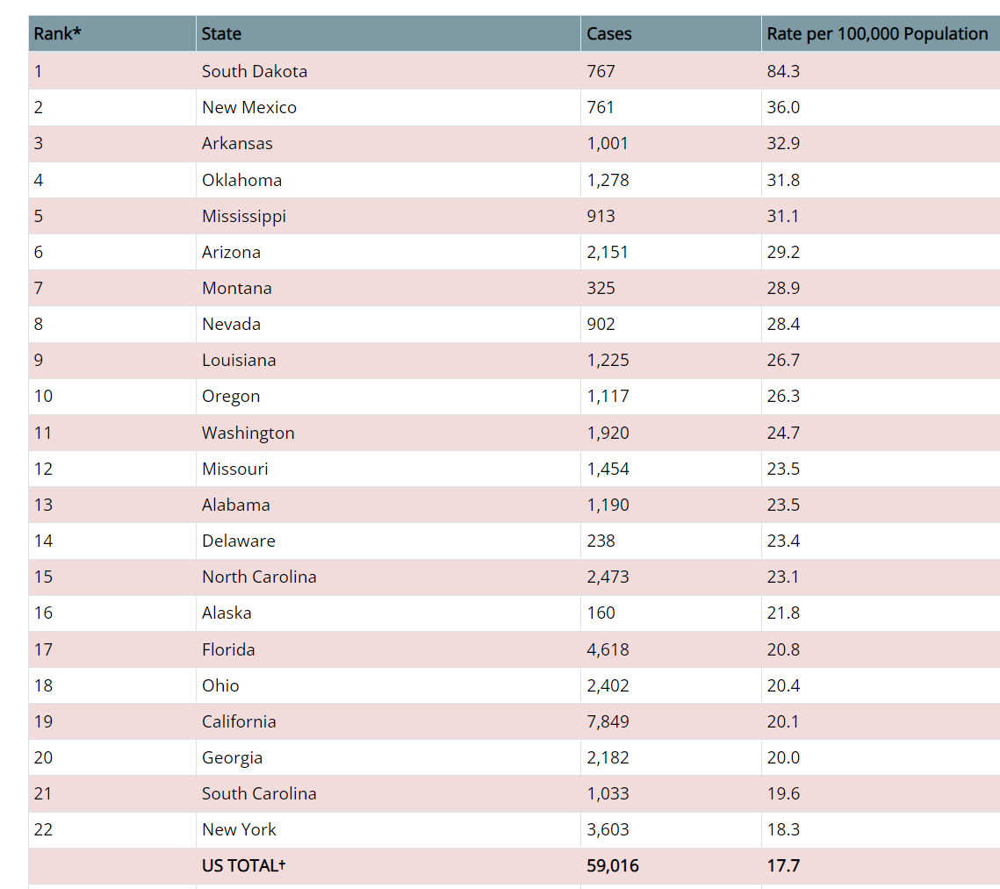 Rank* State Cases Rate per 100,000 Population
1 South Dakota 767 84.3
2 New Mexico 761 36.0
3 Arkansas 1,001 32.9
4 Oklahoma 1,278 31.8
5 Mississippi 913 31.1
6 Arizona 2,151 29.2
7 Montana 325 28.9
8 Nevada 902 28.4
9 Louisiana 1,225 26.7
10 Oregon 1,117 26.3
11 Washington 1,920 24.7
12 Missouri 1,454 23.5
13 Alabama 1,190 23.5
14 Delaware 238 23.4
15 North Carolina 2,473 23.1
16 Alaska 160 21.8
17 Florida 4,618 20.8
18 Ohio 2,402 20.4
19 California 7,849 20.1
20 Georgia 2,182 20.0
21 South Carolina 1,033 19.6
22 New York 3,603 18.3
US TOTAL† 59,016 17.7